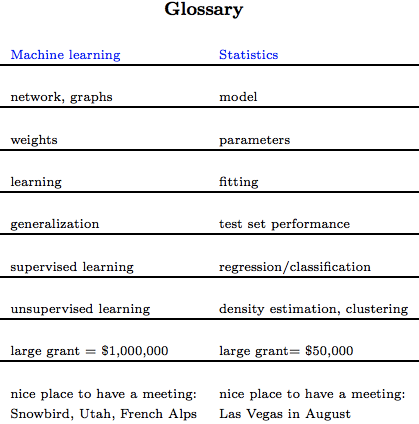 Glossary
Machine learning Statistics
network, graphs model
weights parameters
learning fitting
generalization test set performance
supervised learning regression/classification
unsupervised learning density estimation, clustering
large grant = $1,000,000 large grant= $50,000
nice place to have a meeting: nice place to have a meeting:
Snowbird, Utah, French Alps Las Vegas in August